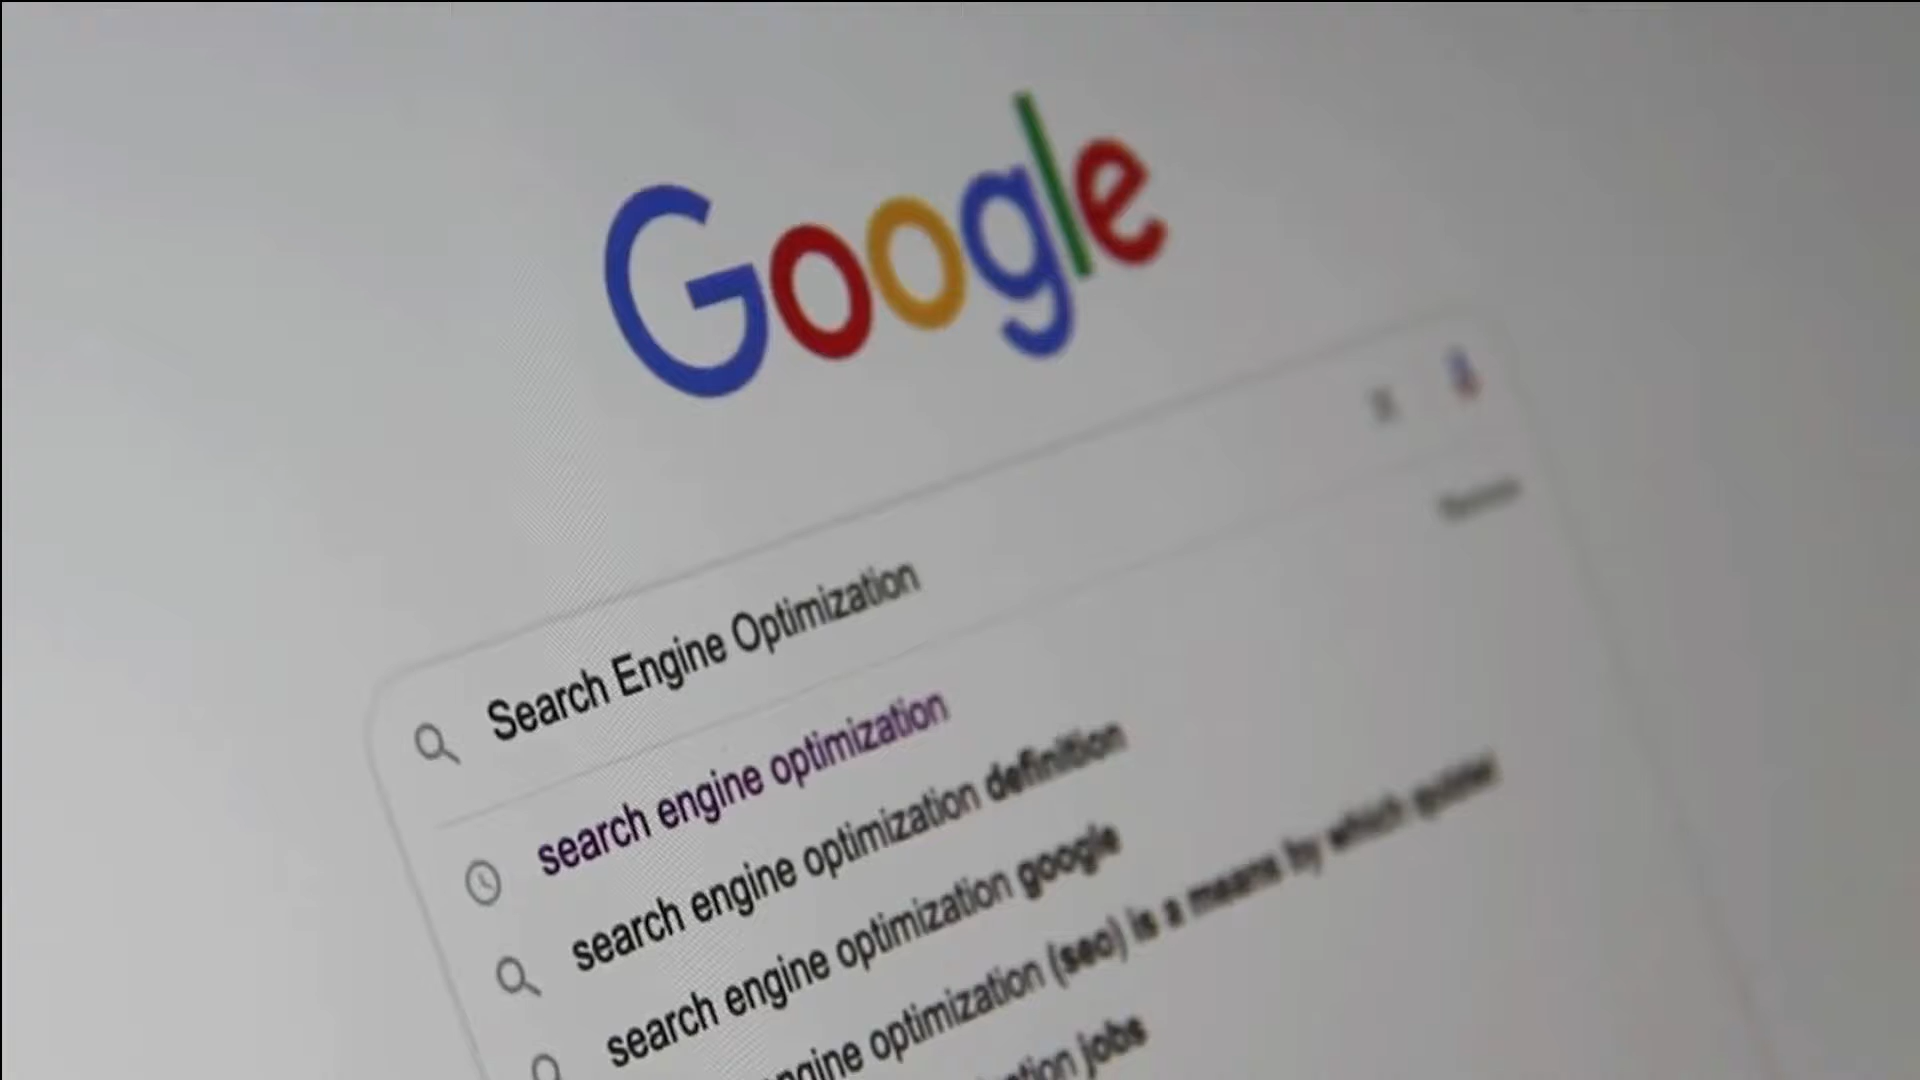 Google
Search Engine Optimization
search engine optimization
search engine optimization definition
search engine optimization google
engine optimization (seo) is a means by which
jobs